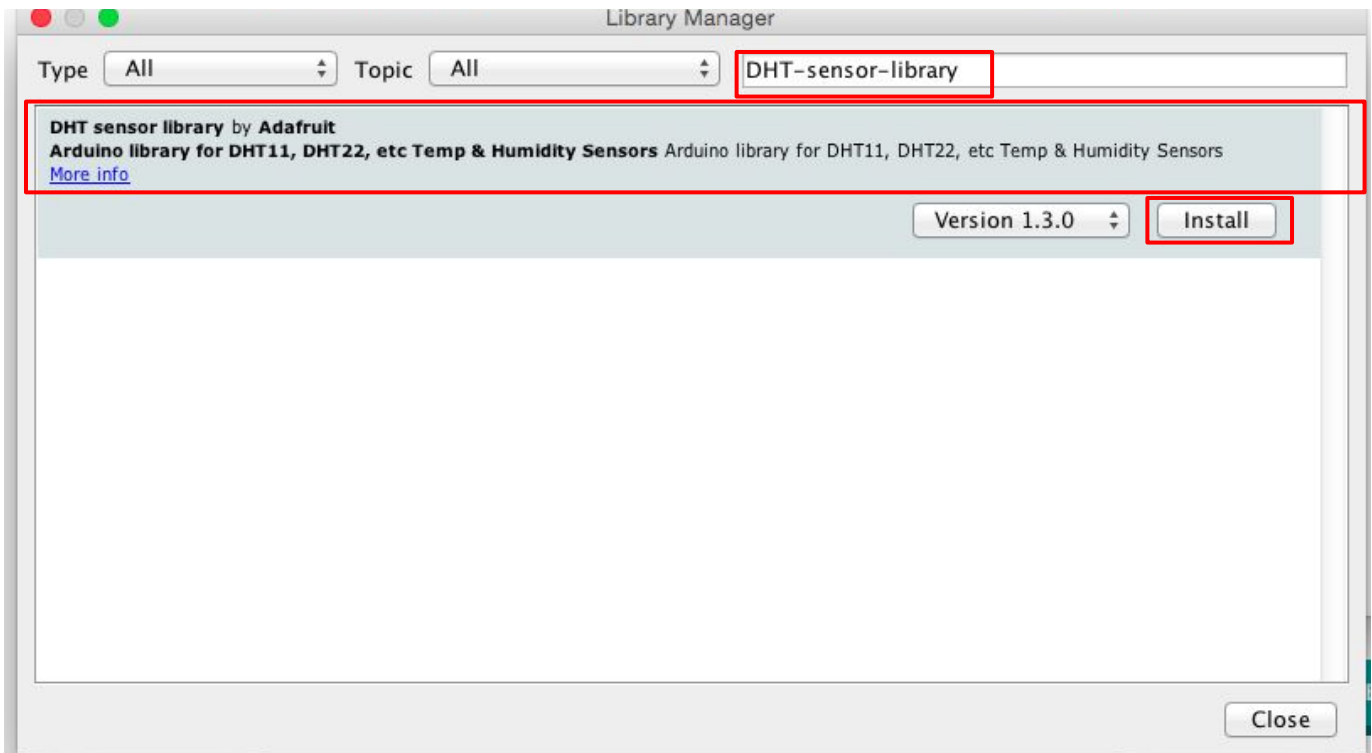 Library Manager
Type All Topic All DHT-sensor-library
DHT sensor library by Adafruit
Arduino library for DHT11, DHT22, etc Temp & Humidity Sensors Arduino library for DHT11, DHT22, etc Temp & Humidity Sensors
More info
Version 1.3.0 Install
Close